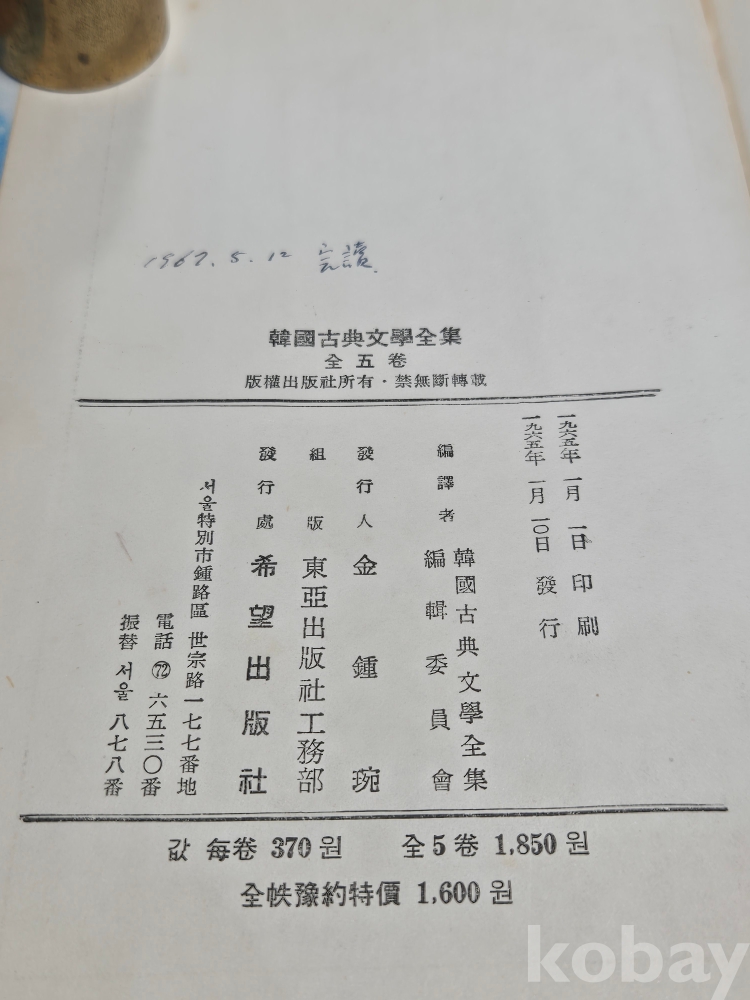 1967. 5. 12 完讀.
韓國古典文學全集
全五卷
版權出版社所有·禁無斷轉載
一九六五年 一月 一日 印刷
一九六五年 一月 一〇日 發行
編譯者 韓國古典文學全集
編輯委員會
發行人 金鍾琬
組版 東亞出版社工務部
發行處 希望出版社
서울特別市鍾路區 世宗路一七七番地
電話 72 六五三〇番
振替 서울 八七八番
값 每卷 370원 全5卷 1,850원
全帙豫約特價 1,600원
kobay